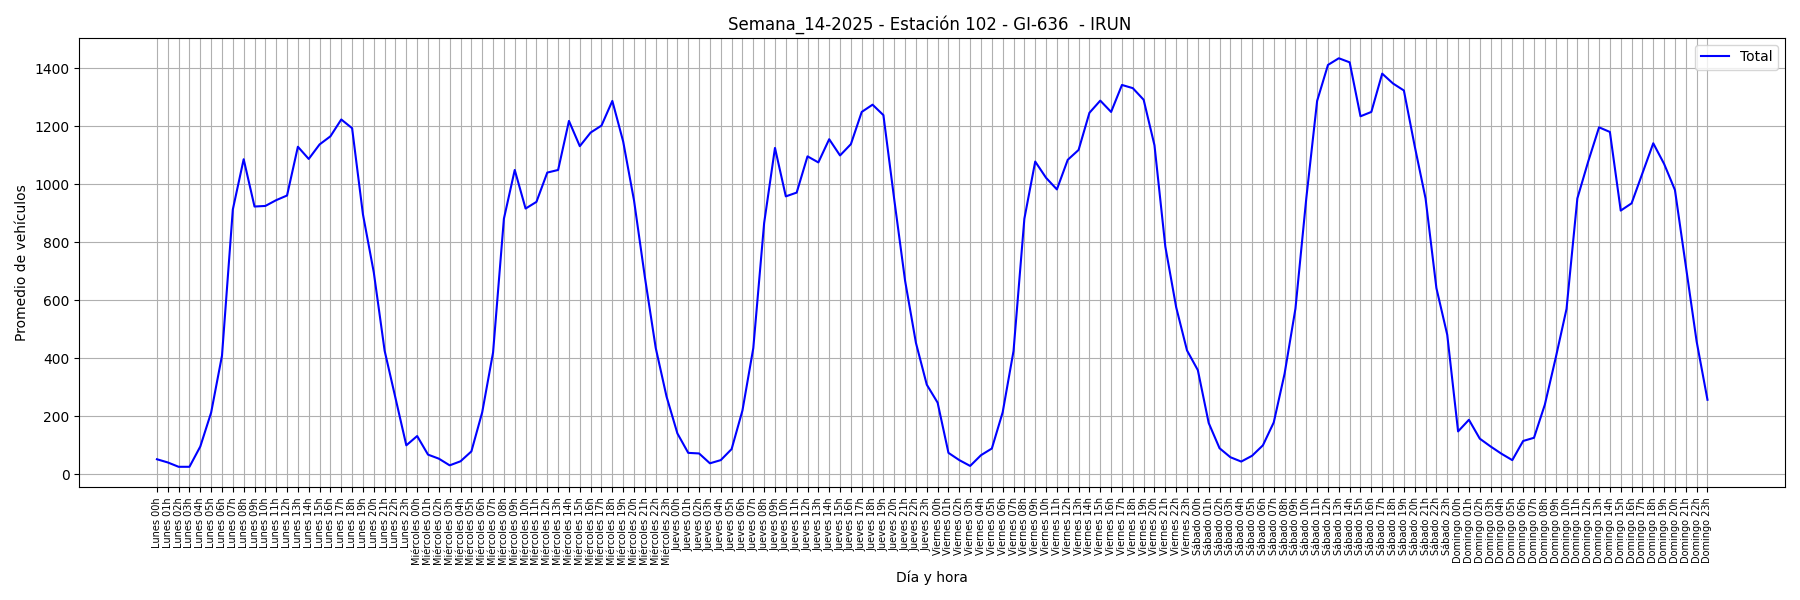 Semana_14-2025 - Estación 102 - GI-636 - IRUN
Total
Promedio de vehículos
1400
1200
1000
800
600
400
200
0
Lunes 00h
Lunes 01h
Lunes 02h
Lunes 03h
Lunes 04h
Lunes 05h
Lunes 06h
Lunes 07h
Lunes 08h
Lunes 09h
Lunes 10h
Lunes 11h
Lunes 12h
Lunes 13h
Lunes 14h
Lunes 15h
Lunes 16h
Lunes 17h
Lunes 18h
Lunes 19h
Lunes 20h
Lunes 21h
Lunes 22h
Lunes 23h
Miércoles 00h
Miércoles 01h
Miércoles 02h
Miércoles 03h
Miércoles 04h
Miércoles 05h
Miércoles 06h
Miércoles 07h
Miércoles 08h
Miércoles 09h
Miércoles 10h
Miércoles 11h
Miércoles 12h
Miércoles 13h
Miércoles 14h
Miércoles 15h
Miércoles 16h
Miércoles 17h
Miércoles 18h
Miércoles 19h
Miércoles 20h
Miércoles 21h
Miércoles 22h
Miércoles 23h
Jueves 00h
Jueves 01h
Jueves 02h
Jueves 03h
Jueves 04h
Jueves 05h
Jueves 06h
Jueves 07h
Jueves 08h
Jueves 09h
Jueves 10h
Jueves 11h
Jueves 12h
Jueves 13h
Jueves 14h
Jueves 15h
Jueves 16h
Jueves 17h
Jueves 18h
Jueves 19h
Jueves 20h
Jueves 21h
Jueves 22h
Jueves 23h
Viernes 00h
Viernes 01h
Viernes 02h
Viernes 03h
Viernes 04h
Viernes 05h
Viernes 06h
Viernes 07h
Viernes 08h
Viernes 09h
Viernes 10h
Viernes 11h
Viernes 12h
Viernes 13h
Viernes 14h
Viernes 15h
Viernes 16h
Viernes 17h
Viernes 18h
Viernes 19h
Viernes 20h
Viernes 21h
Viernes 22h
Viernes 23h
Sábado 00h
Sábado 01h
Sábado 02h
Sábado 03h
Sábado 04h
Sábado 05h
Sábado 06h
Sábado 07h
Sábado 08h
Sábado 09h
Sábado 10h
Sábado 11h
Sábado 12h
Sábado 13h
Sábado 14h
Sábado 15h
Sábado 16h
Sábado 17h
Sábado 18h
Sábado 19h
Sábado 20h
Sábado 21h
Sábado 22h
Sábado 23h
Domingo 00h
Domingo 01h
Domingo 02h
Domingo 03h
Domingo 04h
Domingo 05h
Domingo 06h
Domingo 07h
Domingo 08h
Domingo 09h
Domingo 10h
Domingo 11h
Domingo 12h
Domingo 13h
Domingo 14h
Domingo 15h
Domingo 16h
Domingo 17h
Domingo 18h
Domingo 19h
Domingo 20h
Domingo 21h
Domingo 22h
Domingo 23h
Día y hora